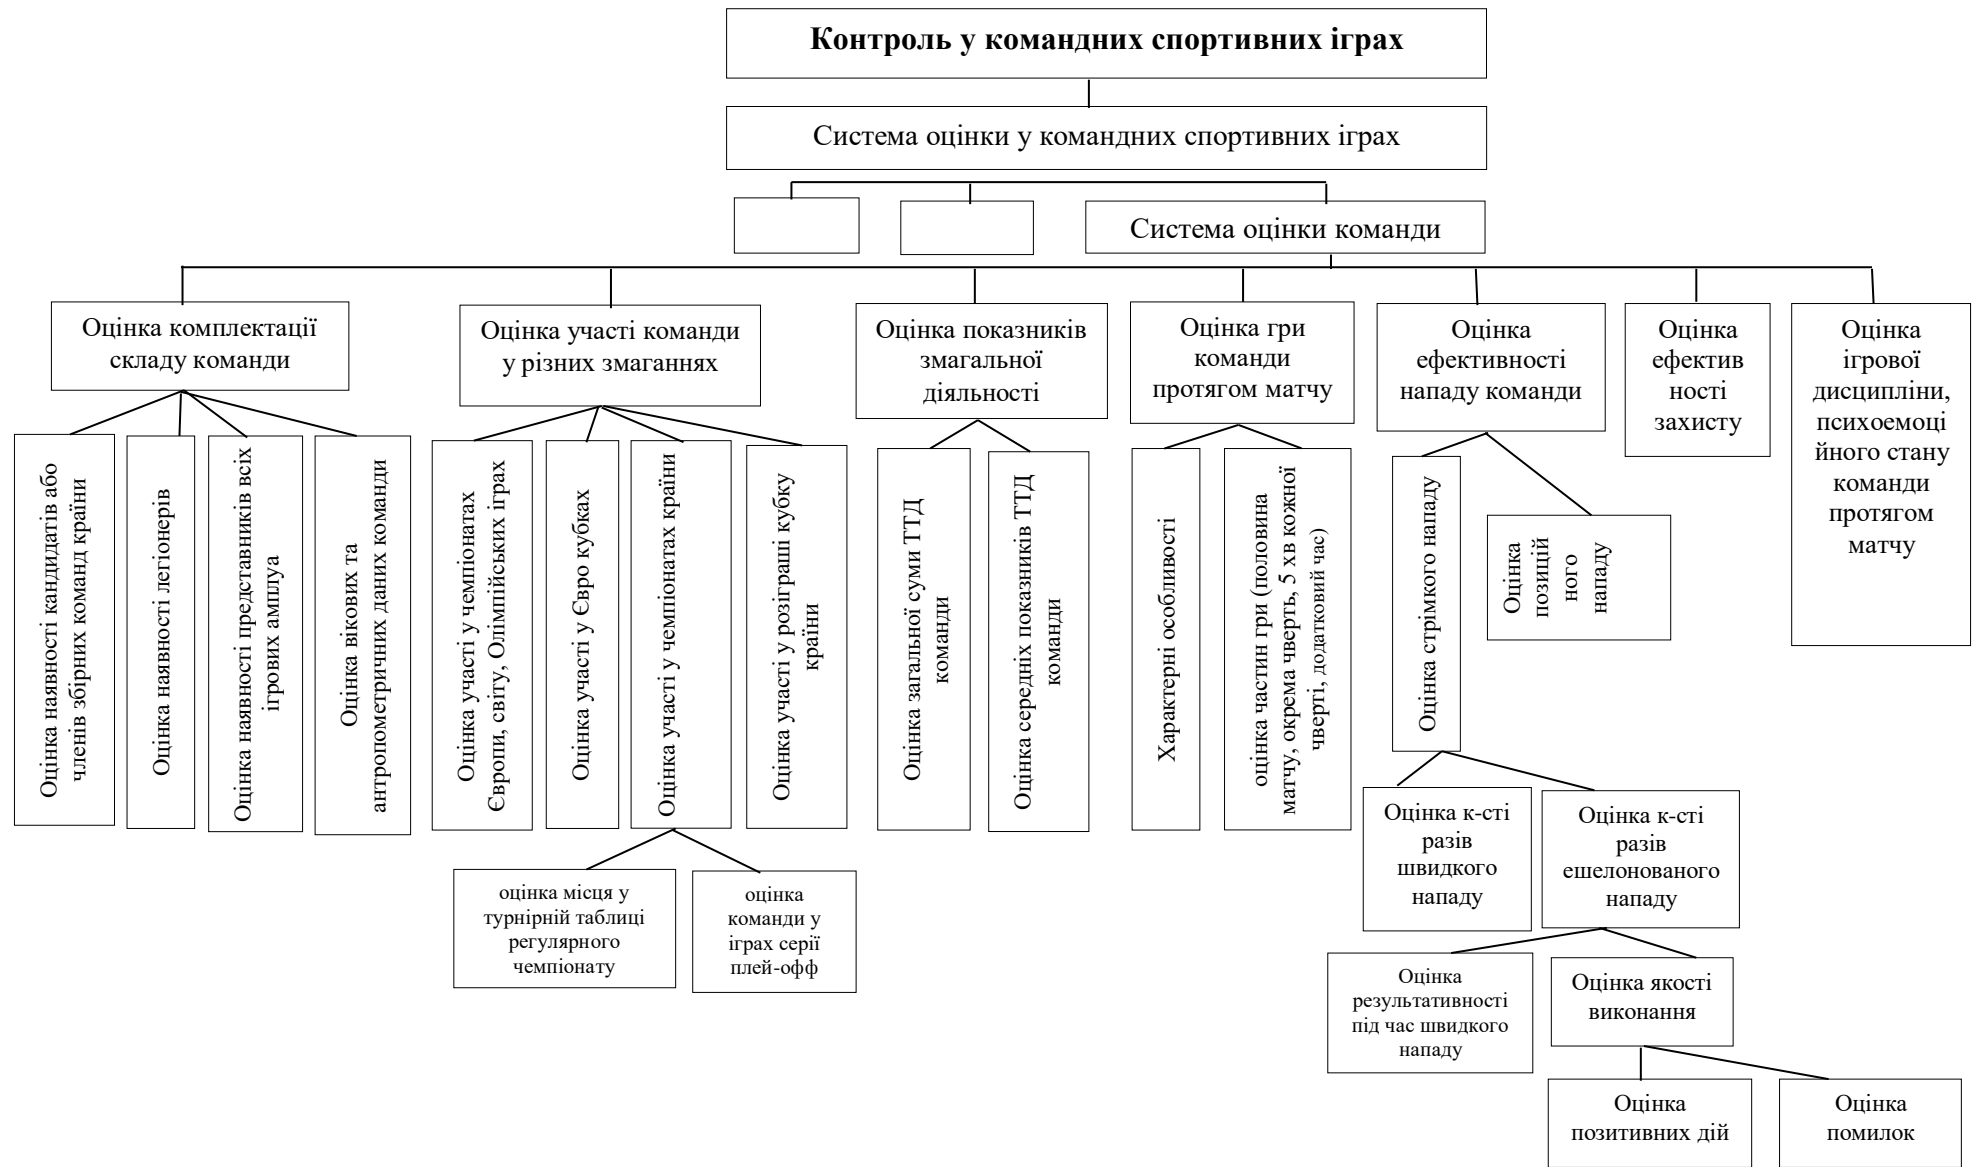 Контроль у командних спортивних іграх
Система оцінки у командних спортивних іграх
Система оцінки команди
Оцінка комплектації
складу команди
Оцінка участі команди
у різних змаганнях
Оцінка показників
змагальної
діяльності
Оцінка гри
команди
протягом матчу
Оцінка
ефективності
нападу команди
Оцінка
ефектив
ності
захисту
Оцінка
ігрової
дисципліни,
психоемоці
йного стану
команди
протягом
матчу
Оцінка наявності кандидатів або
членів збірних команд країни
Оцінка наявності легіонерів
Оцінка наявності представників всіх
ігрових амплуа
Оцінка вікових та
антропометричних даних команди
Оцінка участі у чемпіонатах
Європи, світу, Олімпійських іграх
Оцінка участі у Євро кубках
Оцінка участі у чемпіонатах країни
Оцінка участі у розіграші кубку
країни
Оцінка загальної суми ТТД
команди
Оцінка середніх показників ТТД
команди
Характерні особливості
оцінка частин гри (половина
матчу, окрема чверть, 5 хв кожної
чверті, додатковий час)
Оцінка стрімкого нападу
Оцінка
позицій
ного
нападу
Оцінка к-сті
разів
швидкого
нападу
Оцінка к-сті
разів
ешелонованого
нападу
оцінка місця у
турнірній таблиці
регулярного
чемпіонату
оцінка
команди у
іграх серії
плей-офф
Оцінка
результативності
під час швидкого
нападу
Оцінка якості
виконання
Оцінка
позитивних дій
Оцінка
помилок